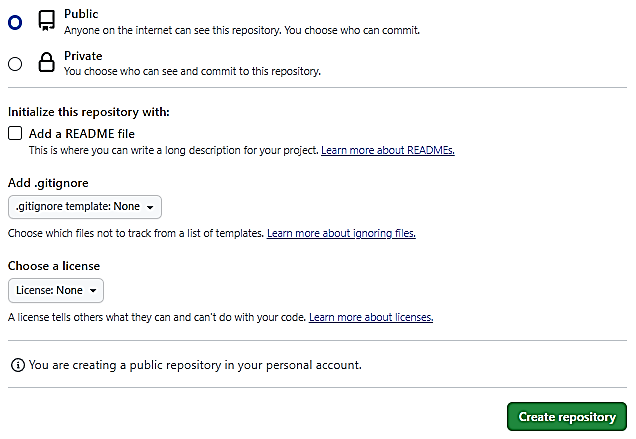 Public
Anyone on the internet can see this repository. You choose who can commit.
Private
You choose who can see and commit to this repository.
Initialize this repository with:
Add a README file
This is where you can write a long description for your project. Learn more about READMEs.
Add .gitignore
.gitignore template: None
Choose which files not to track from a list of templates. Learn more about ignoring files.
Choose a license
License: None
A license tells others what they can and can't do with your code. Learn more about licenses.
You are creating a public repository in your personal account.
Create repository